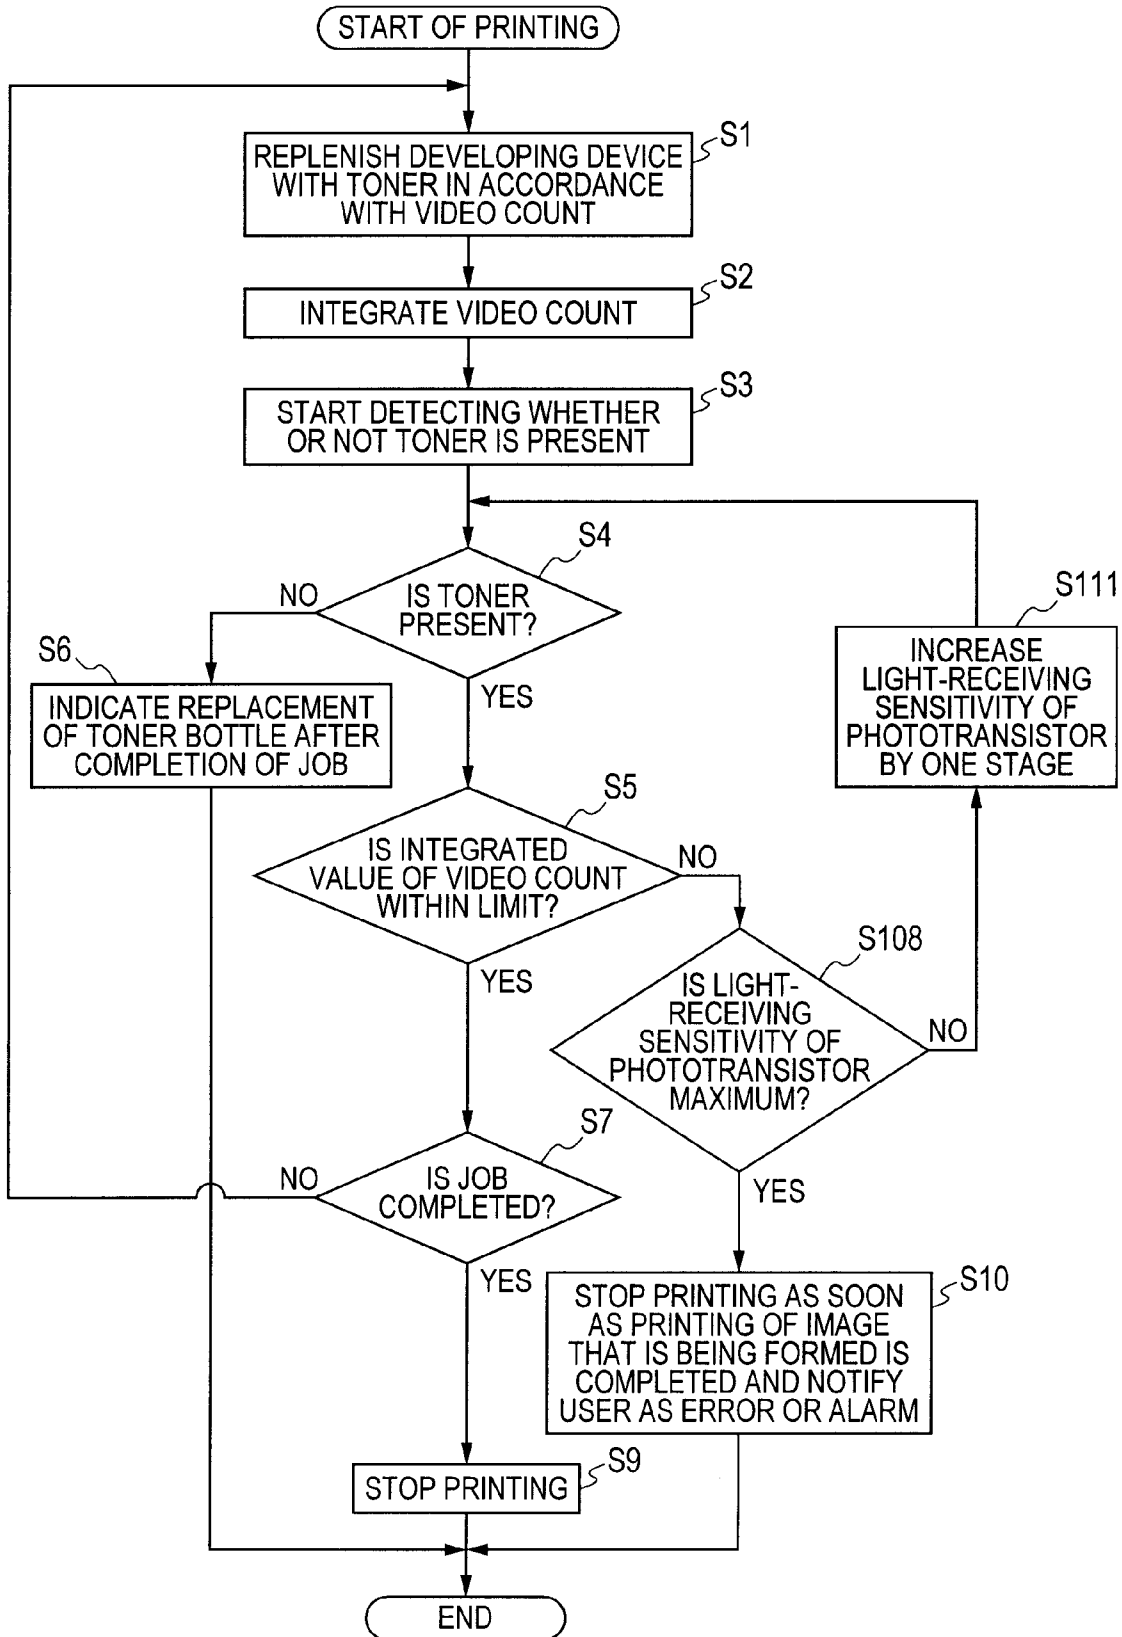 START OF PRINTING
S1
REPLENISH DEVELOPING DEVICE
WITH TONER IN ACCORDANCE
WITH VIDEO COUNT
S2
INTEGRATE VIDEO COUNT
S3
START DETECTING WHETHER
OR NOT TONER IS PRESENT
S4
NO
IS TONER
PRESENT?
YES
S111
INCREASE
LIGHT-RECEIVING
SENSITIVITY OF
PHOTOTRANSISTOR
BY ONE STAGE
S6
INDICATE REPLACEMENT
OF TONER BOTTLE AFTER
COMPLETION OF JOB
S5
IS INTEGRATED
VALUE OF VIDEO COUNT
WITHIN LIMIT?
NO
YES
S108
IS LIGHT-
RECEIVING
SENSITIVITY OF
PHOTOTRANSISTOR
MAXIMUM?
NO
YES
S7
NO
IS JOB
COMPLETED?
YES
S10
STOP PRINTING AS SOON
AS PRINTING OF IMAGE
THAT IS BEING FORMED IS
COMPLETED AND NOTIFY
USER AS ERROR OR ALARM
S9
STOP PRINTING
END